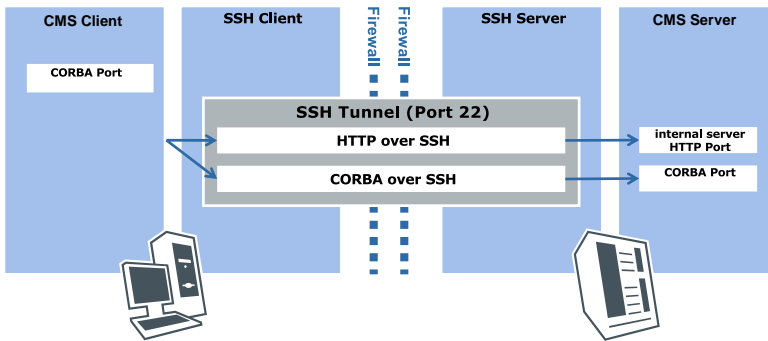 CMS Client
SSH Client
Firewall
Firewall
SSH Server
CMS Server
CORBA Port
SSH Tunnel (Port 22)
HTTP over SSH
internal server
HTTP Port
CORBA over SSH
CORBA Port